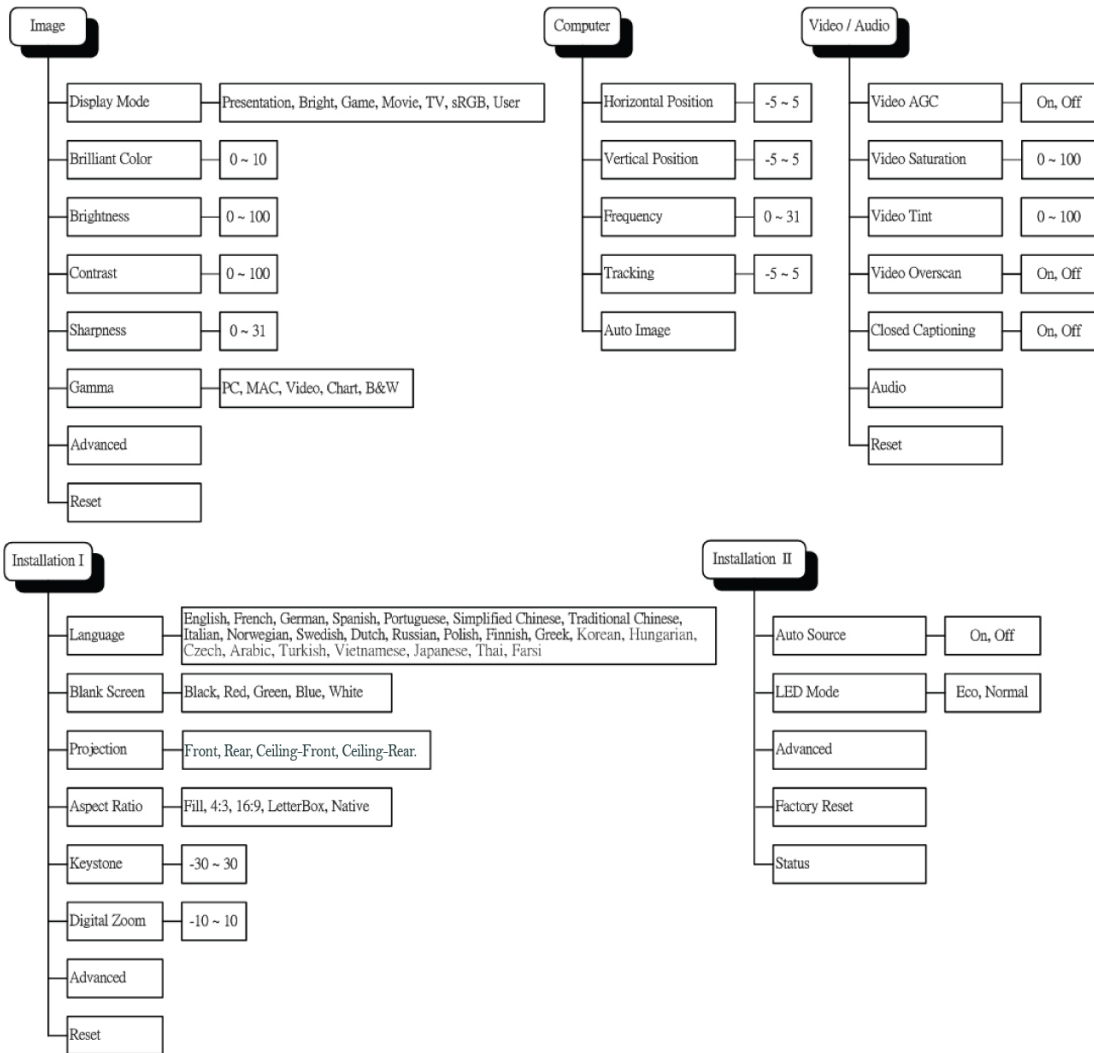 Image
Display Mode
Presentation, Bright, Game, Movie, TV, sRGB, User
Brilliant Color
0 ~ 10
Brightness
0 ~ 100
Contrast
0 ~ 100
Sharpness
0 ~ 31
Gamma
PC, MAC, Video, Chart, B&W
Advanced
Reset
Computer
Horizontal Position
-5 ~ 5
Vertical Position
-5 ~ 5
Frequency
0 ~ 31
Tracking
-5 ~ 5
Auto Image
Video / Audio
Video AGC
On, Off
Video Saturation
0 ~ 100
Video Tint
0 ~ 100
Video Overscan
On, Off
Closed Captioning
On, Off
Audio
Reset
Installation I
Language
English, French, German, Spanish, Portuguese, Simplified Chinese, Traditional Chinese,
Italian, Norwegian, Swedish, Dutch, Russian, Polish, Finnish, Greek, Korean, Hungarian,
Czech, Arabic, Turkish, Vietnamese, Japanese, Thai, Farsi
Blank Screen
Black, Red, Green, Blue, White
Projection
Front, Rear, Ceiling-Front, Ceiling-Rear.
Aspect Ratio
Fill, 4:3, 16:9, LetterBox, Native
Keystone
-30 ~ 30
Digital Zoom
-10 ~ 10
Advanced
Reset
Installation II
Auto Source
On, Off
LED Mode
Eco, Normal
Advanced
Factory Reset
Status